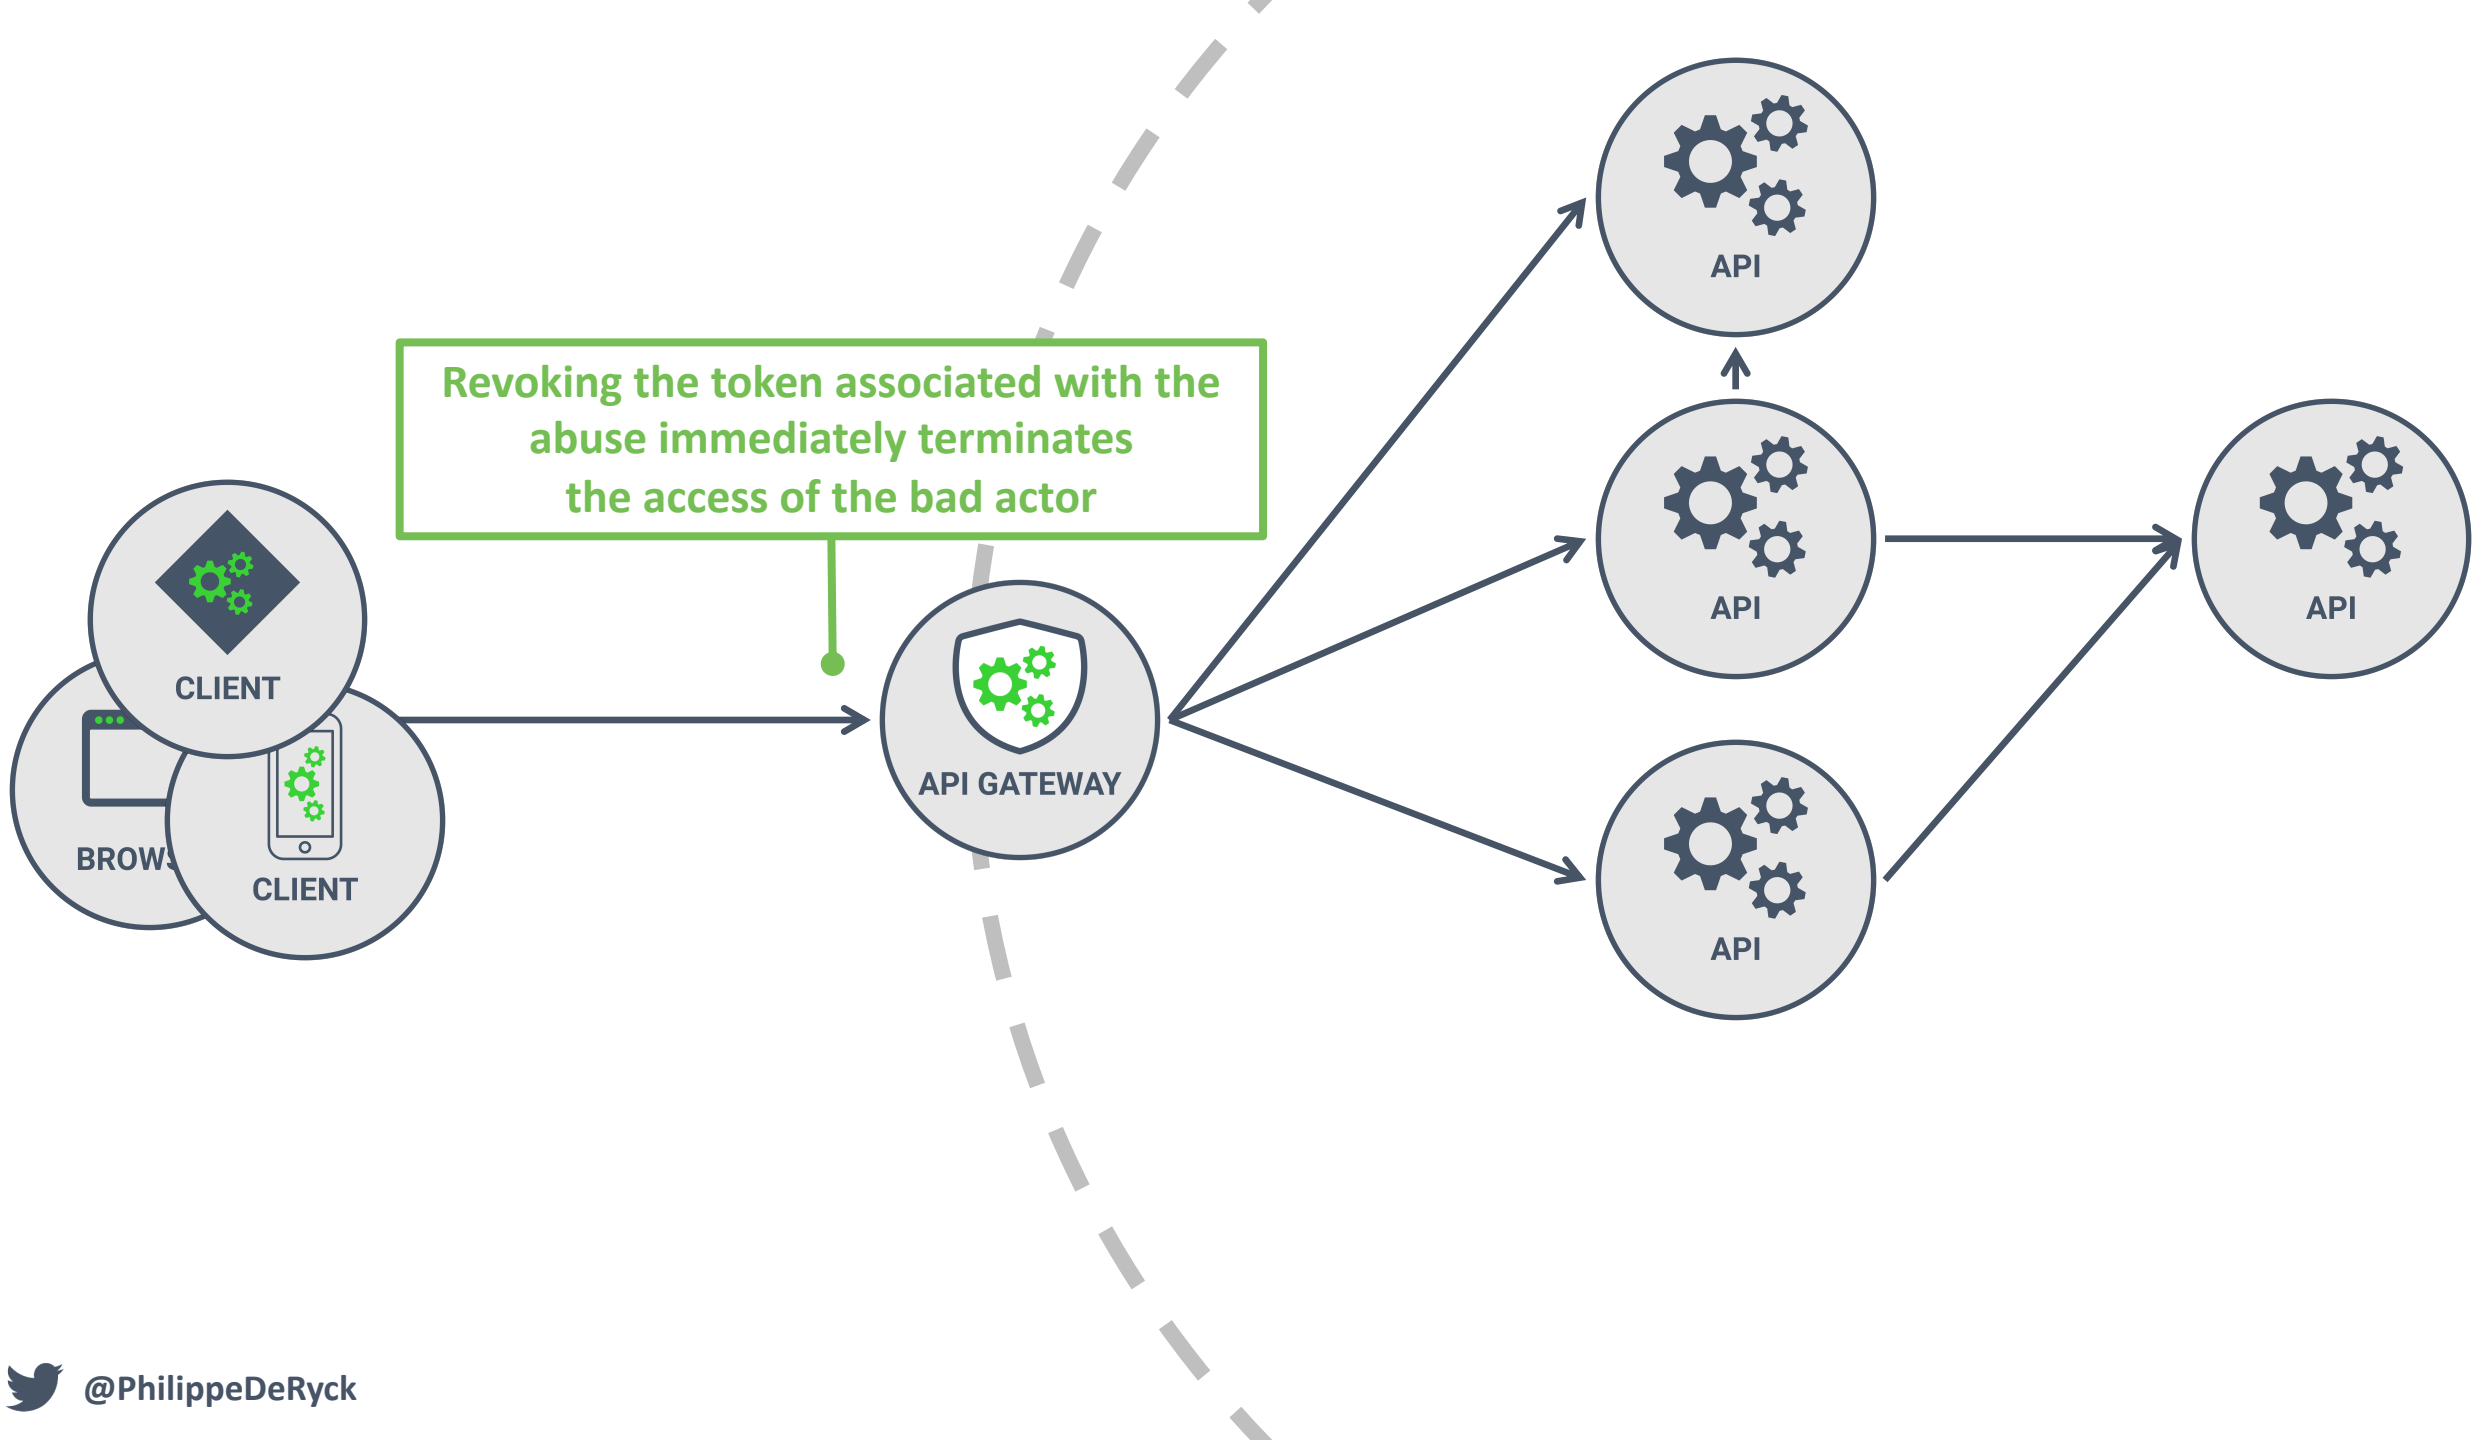 API
Revoking the token associated with the
abuse immediately terminates
the access of the bad actor
API
API
CLIENT
API GATEWAY
BROWS
CLIENT
API
@PhilippeDeRyck